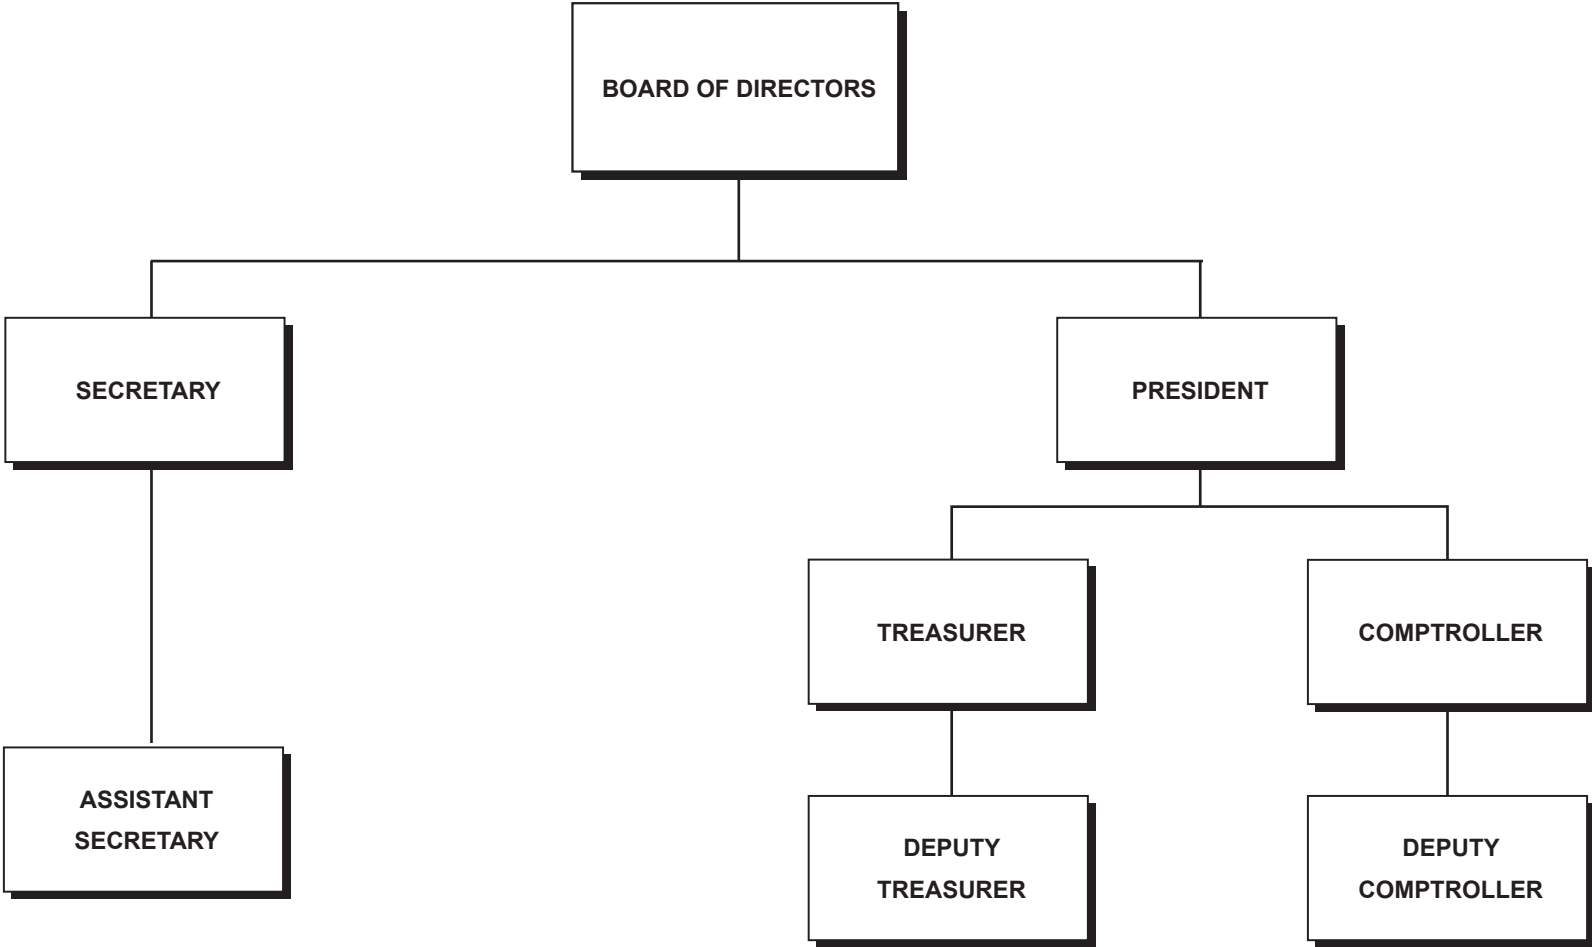 BOARD OF DIRECTORS
SECRETARY
PRESIDENT
TREASURER
COMPTROLLER
ASSISTANT
SECRETARY
DEPUTY
TREASURER
DEPUTY
COMPTROLLER